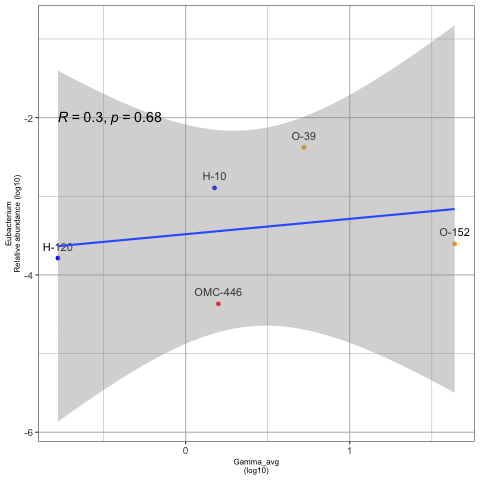 R = 0.3, p = 0.68
O-39
H-10
H-120
O-152
OMC-446
-2
-4
-6
0
1
Eubacterium
Relative abundance (log10)
Gamma_avg
(log10)